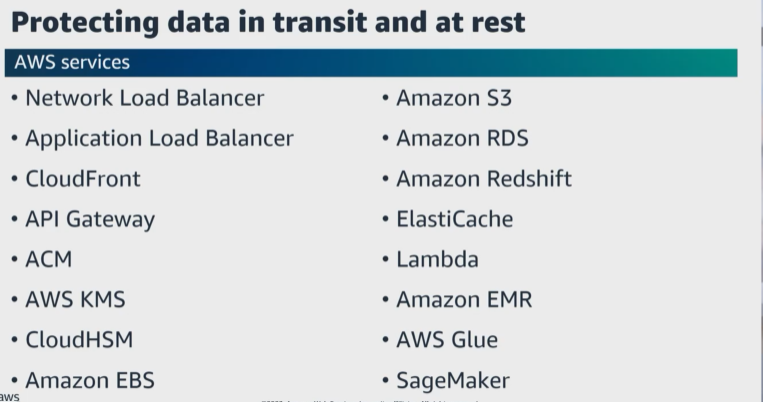 Protecting data in transit and at rest
AWS services
• Network Load Balancer
• Application Load Balancer
• CloudFront
• API Gateway
• ACM
• AWS KMS
• CloudHSM
• Amazon EBS
• Amazon S3
• Amazon RDS
• Amazon Redshift
• ElastiCache
• Lambda
• Amazon EMR
• AWS Glue
• SageMaker
aws